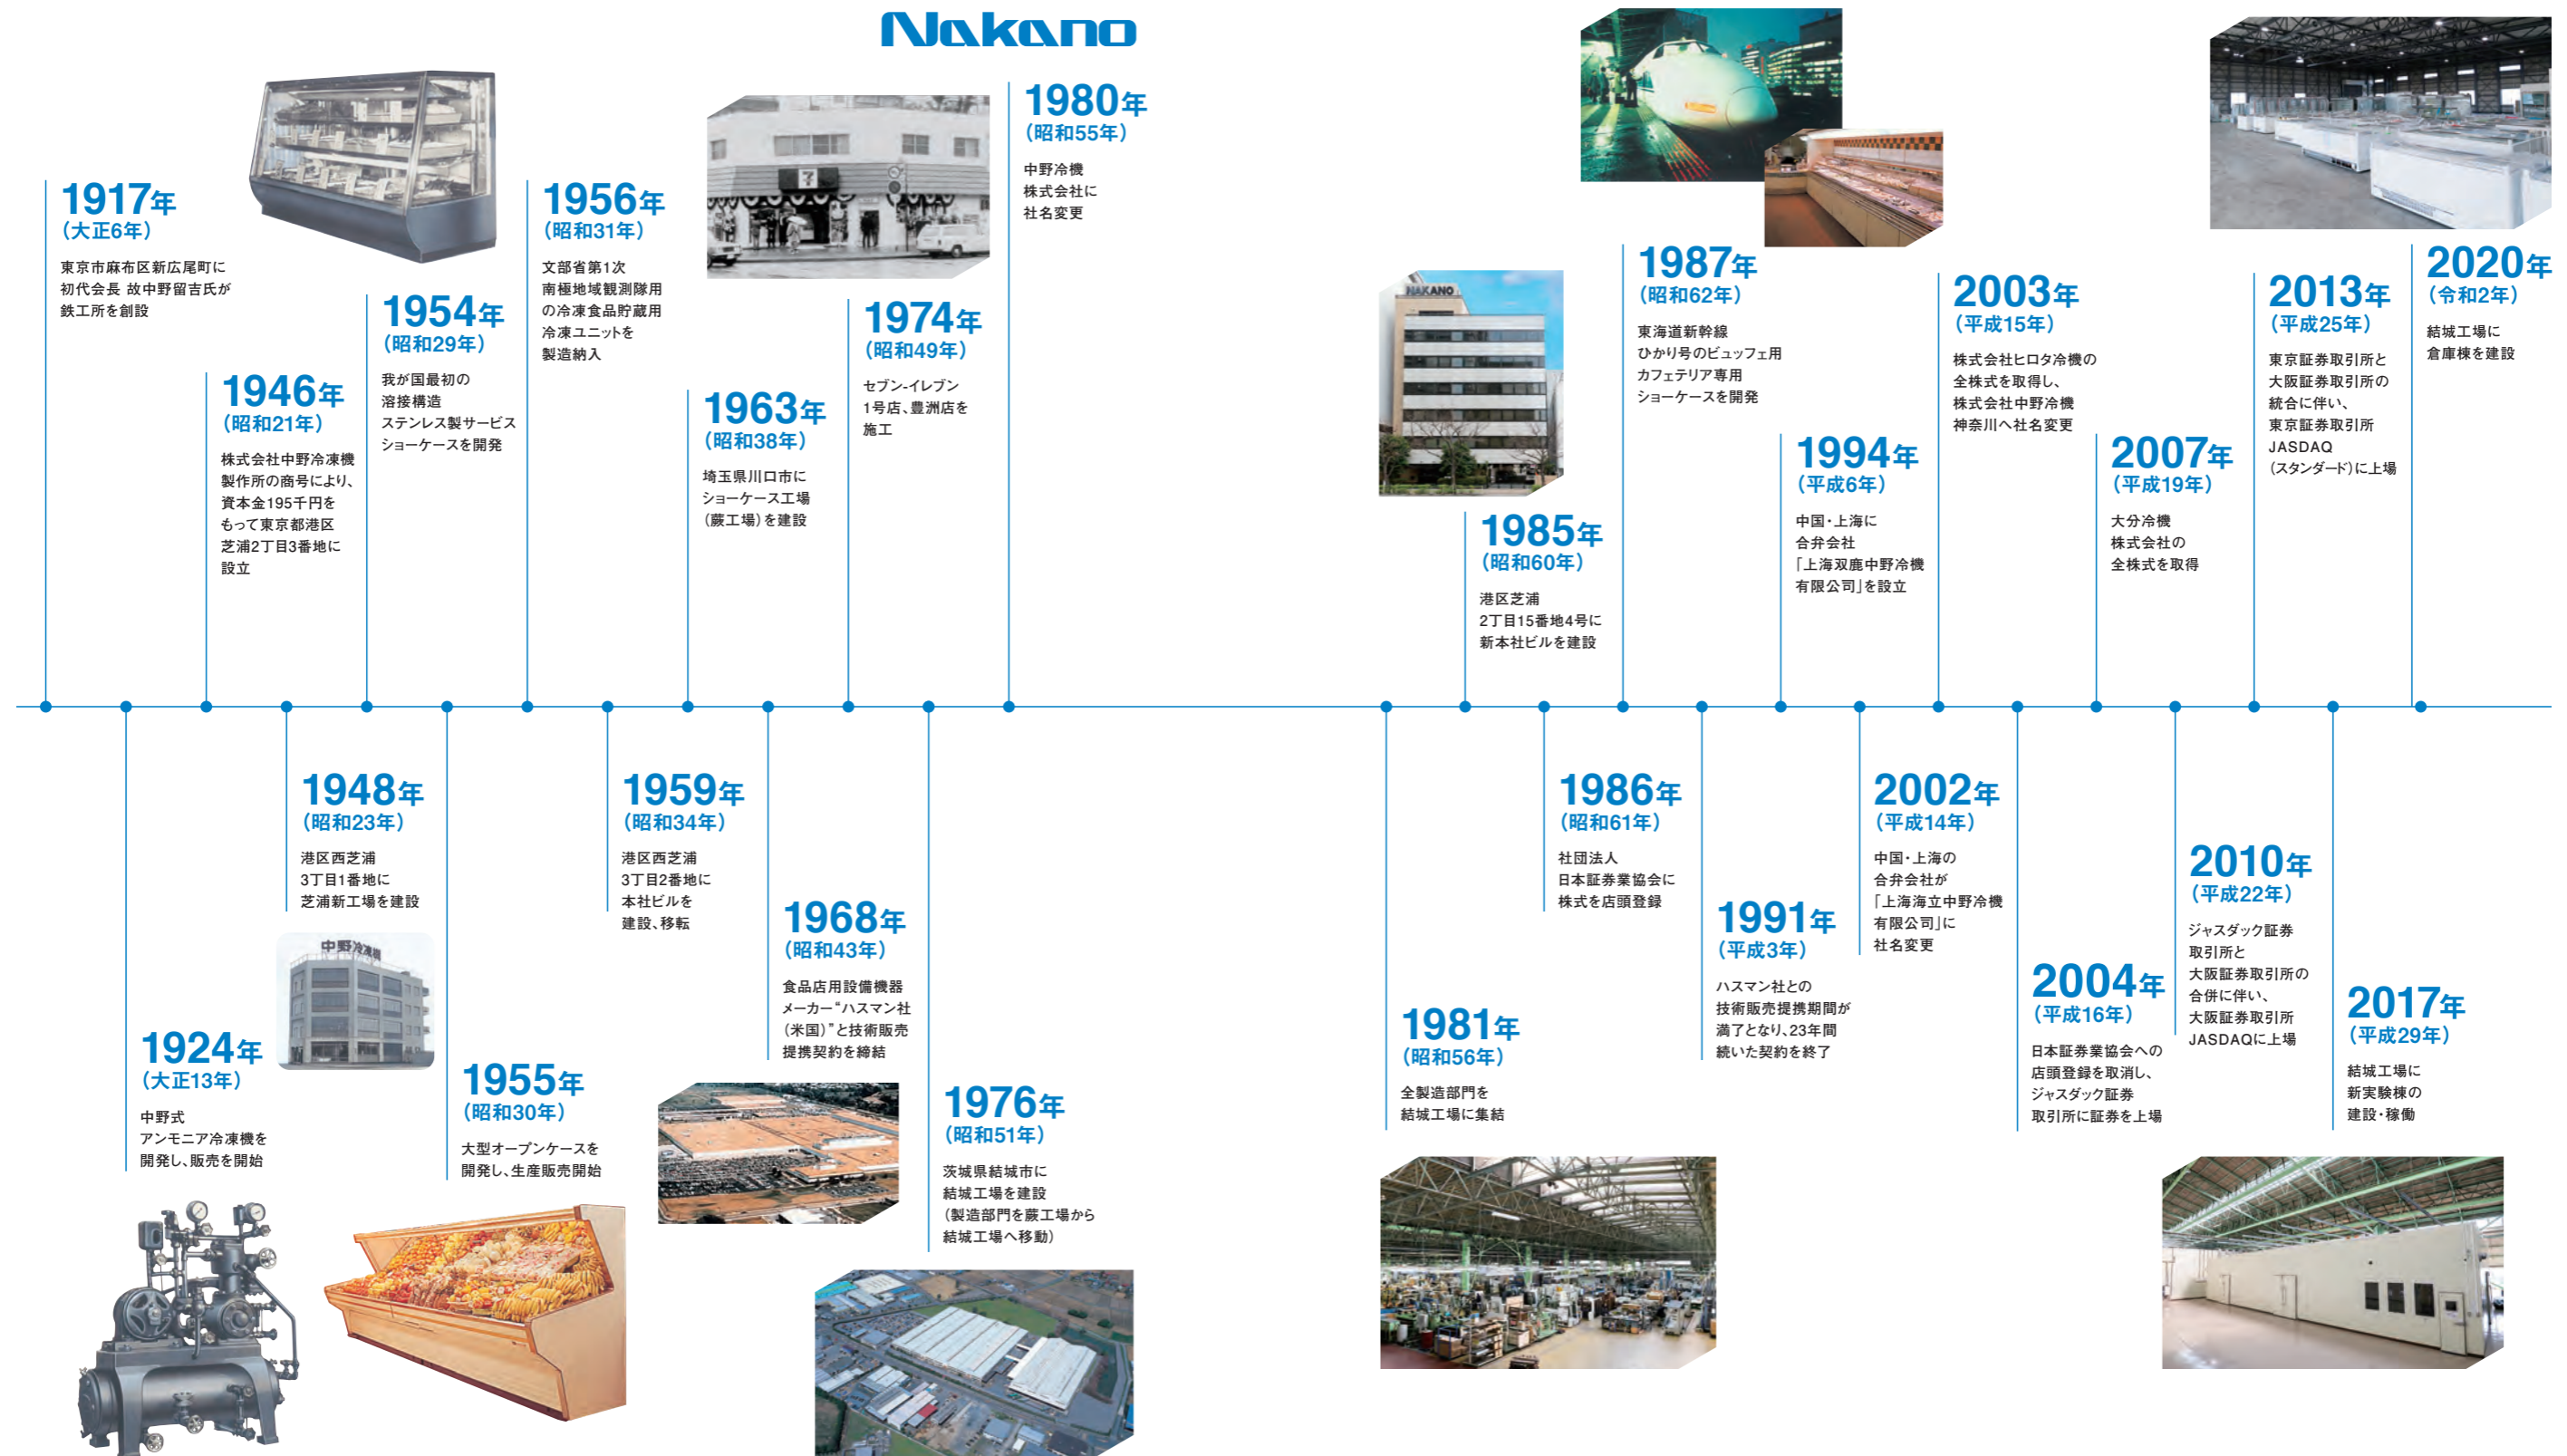 Nakano
1917年
（大正6年）
東京市麻布区新広尾町に
初代会長 故中野留吉氏が
鉄工所を創設
1924年
（大正13年）
中野式
アンモニア冷凍機を
開発し、販売を開始
1946年
（昭和21年）
株式会社中野冷凍機
製作所の商号により、
資本金195千円を
もって東京都港区
芝浦2丁目3番地に
設立
1948年
（昭和23年）
港区西芝浦
3丁目1番地に
芝浦新工場を建設
中野冷凍機
1954年
（昭和29年）
我が国最初の
溶接構造
ステンレス製サービス
ショーケースを開発
1955年
（昭和30年）
大型オープンケースを
開発し、生産販売開始
1956年
（昭和31年）
文部省第1次
南極地域観測隊用
の冷凍食品貯蔵用
冷凍ユニットを
製造納入
1959年
（昭和34年）
港区西芝浦
3丁目2番地に
本社ビルを
建設、移転
1963年
（昭和38年）
埼玉県川口市に
ショーケース工場
（蕨工場）を建設
1968年
（昭和43年）
食品店用設備機器
メーカー“ハスマン社
（米国）”と技術販売
提携契約を締結
7
1974年
（昭和49年）
セブン-イレブン
1号店、豊洲店を
施工
1976年
（昭和51年）
茨城県結城市に
結城工場を建設
（製造部門を蕨工場から
結城工場へ移動）
1980年
（昭和55年）
中野冷機
株式会社に
社名変更
1981年
（昭和56年）
全製造部門を
結城工場に集結
NAKANO
1985年
（昭和60年）
港区芝浦
2丁目15番地4号に
新本社ビルを建設
1986年
（昭和61年）
社団法人
日本証券業協会に
株式を店頭登録
1987年
（昭和62年）
東海道新幹線
ひかり号のビュッフェ用
カフェテリア専用
ショーケースを開発
1991年
（平成3年）
ハスマン社との
技術販売提携期間が
満了となり、23年間
続いた契約を終了
1994年
（平成6年）
中国・上海に
合弁会社
「上海双鹿中野冷機
有限公司」を設立
2002年
（平成14年）
中国・上海の
合弁会社が
「上海海立中野冷機
有限公司」に
社名変更
2003年
（平成15年）
株式会社ヒロタ冷機の
全株式を取得し、
株式会社中野冷機
神奈川へ社名変更
2004年
（平成16年）
日本証券業協会への
店頭登録を取消し、
ジャスダック証券
取引所に証券を上場
2007年
（平成19年）
大分冷機
株式会社の
全株式を取得
2010年
（平成22年）
ジャスダック証券
取引所と
大阪証券取引所の
合併に伴い、
大阪証券取引所
JASDAQに上場
2013年
（平成25年）
東京証券取引所と
大阪証券取引所の
統合に伴い、
東京証券取引所
JASDAQ
（スタンダード）に上場
2017年
（平成29年）
結城工場に
新実験棟の
建設・稼働
2020年
（令和2年）
結城工場に
倉庫棟を建設